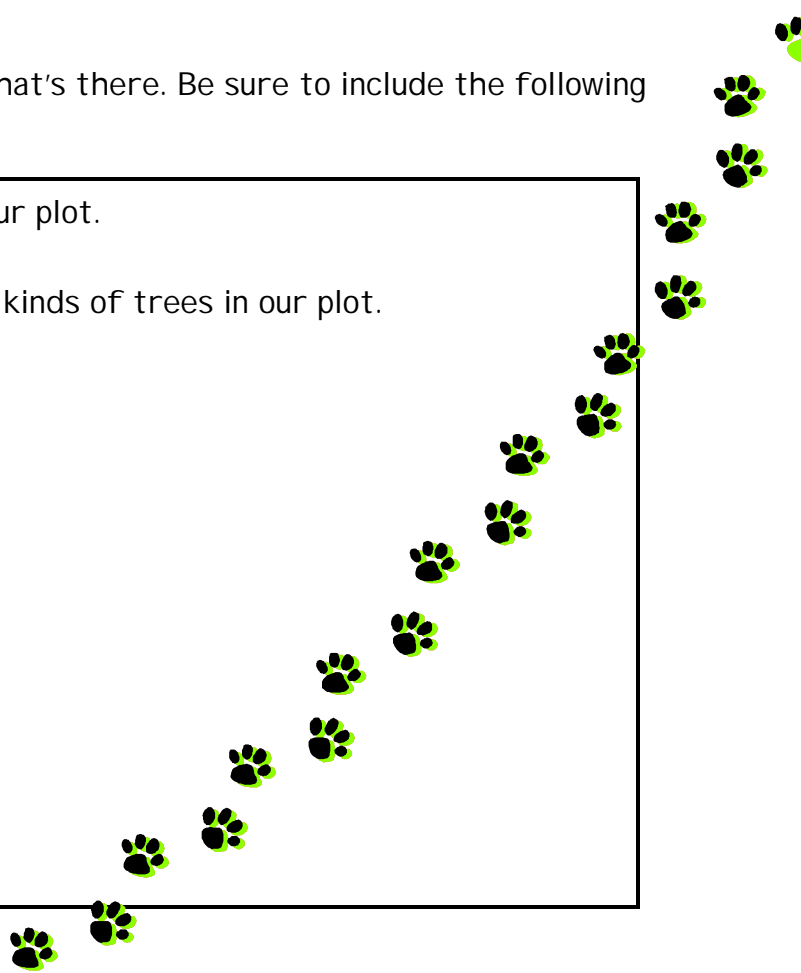 hat's there. Be sure to include the following
ur plot.
kinds of trees in our plot.